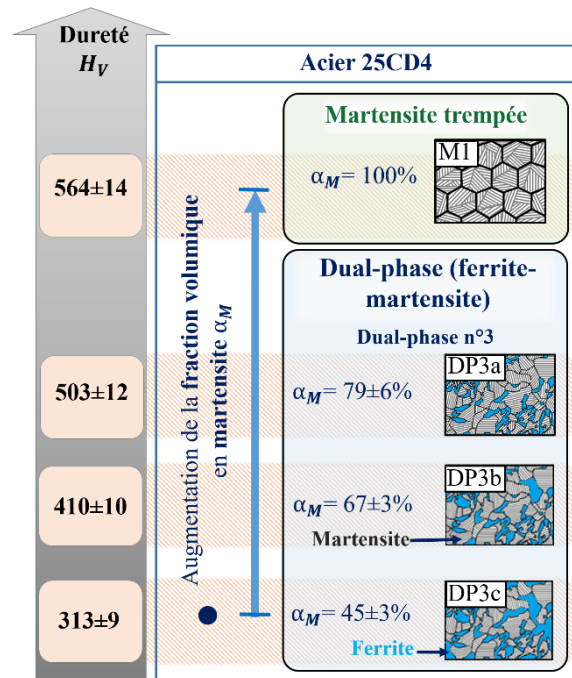 Dureté
H_V
Acier 25CD4
Martensite trempée
M1
564±14
α_M= 100%
Dual-phase (ferrite-
martensite)
Dual-phase n°3
DP3a
503±12
α_M= 79±6%
DP3b
410±10
α_M= 67±3%
Martensite
DP3c
313±9
α_M= 45±3%
Ferrite
Augmentation de la fraction volumique
en martensite α_M